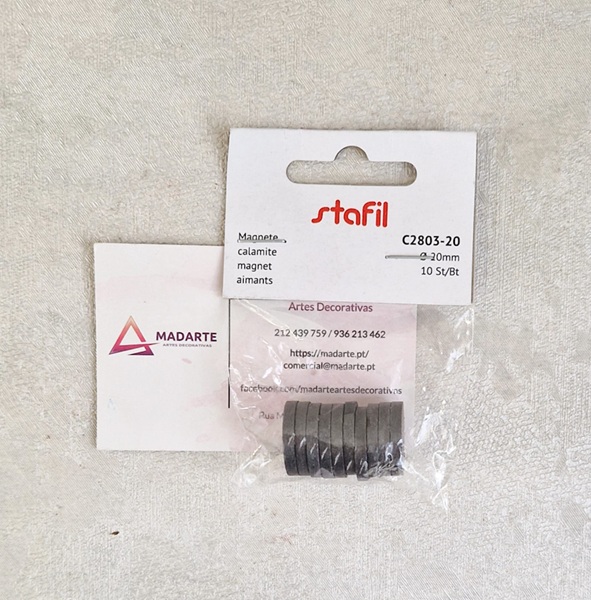 stafil
Magnete
calamite
magnet
aimants
C2803-20
Ø 20mm
10 St/Bt
MADARTE
ARTES DECORATIVAS
Artes Decorativas
212 439 759 / 936 213 462
https://madarte.pt/
comercial@madarte.pt
facebook.com/madarteartesdecorativas
Rua